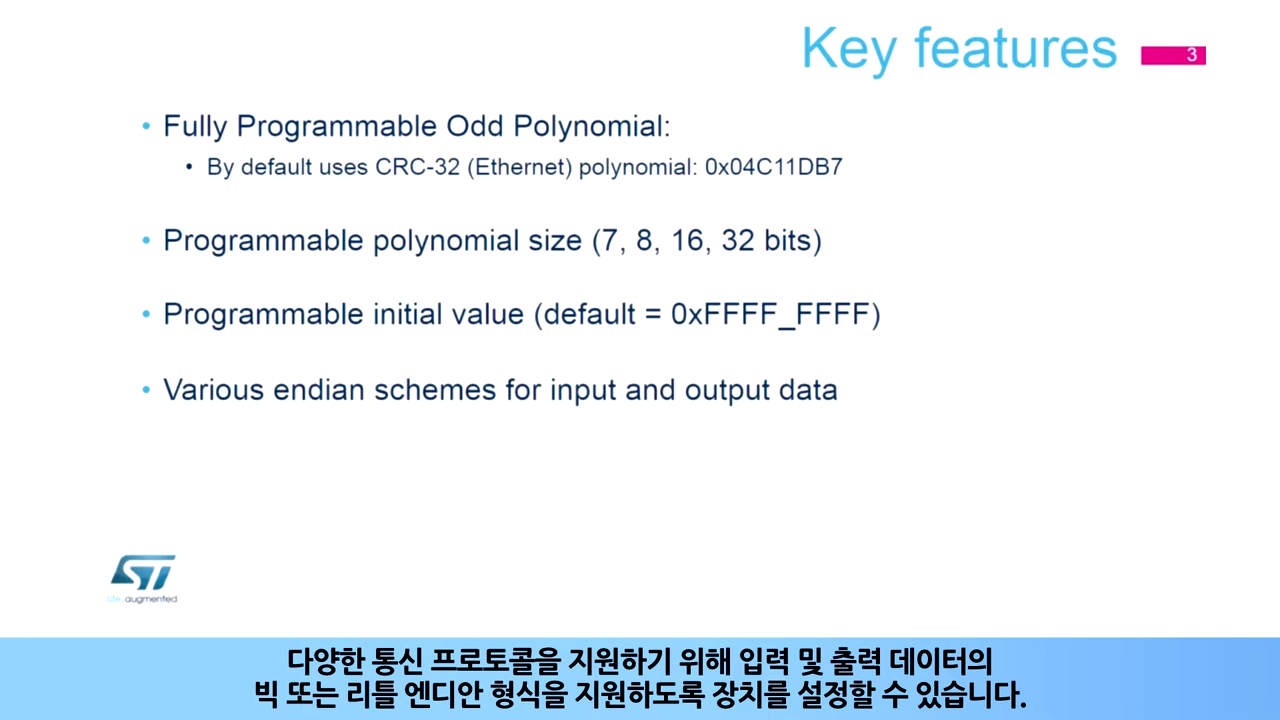 Key features
3
• Fully Programmable Odd Polynomial:
• By default uses CRC-32 (Ethernet) polynomial: 0x04C11DB7
• Programmable polynomial size (7, 8, 16, 32 bits)
• Programmable initial value (default = 0xFFFF_FFFF)
• Various endian schemes for input and output data
ST
life.augmented
다양한 통신 프로토콜을 지원하기 위해 입력 및 출력 데이터의
빅 또는 리틀 엔디안 형식을 지원하도록 장치를 설정할 수 있습니다.